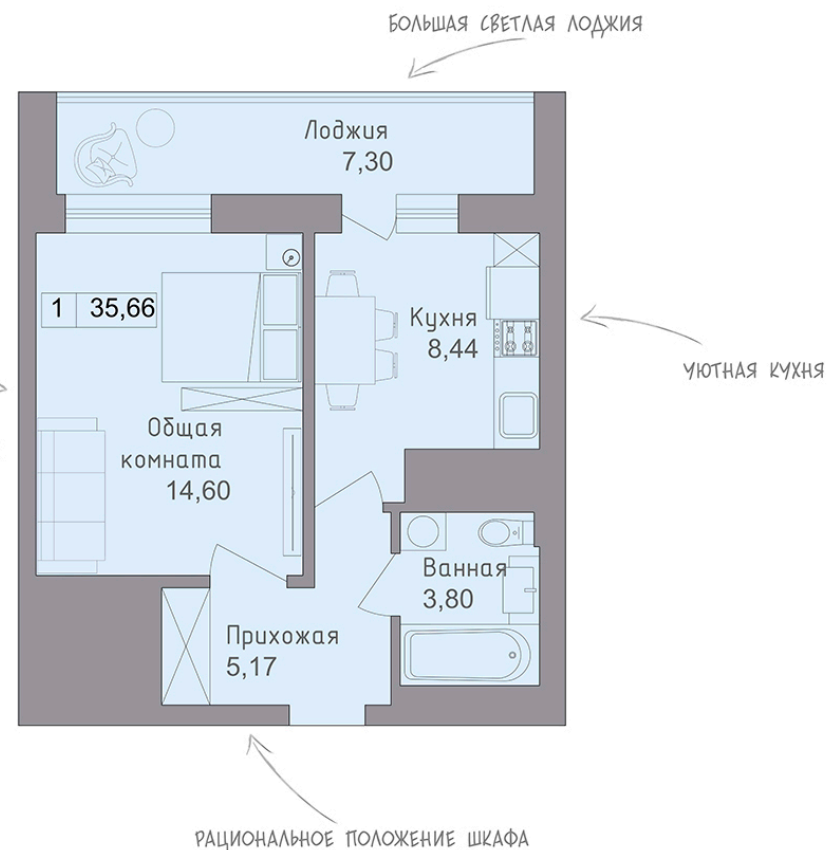 БОЛЬШАЯ СВЕТЛАЯ ЛОДЖИЯ
Лоджия
7,30
1 35,66
Кухня
8,44
УЮТНАЯ КУХНЯ
Общая
комната
14,60
Ванная
3,80
Прихожая
5,17
РАЦИОНАЛЬНОЕ ПОЛОЖЕНИЕ ШКАФА